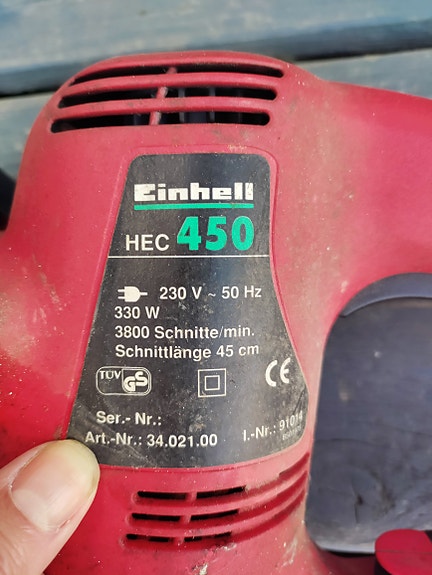 Einhell
HEC 450
230 V ~ 50 Hz
330 W
3800 Schnitte/min.
Schnittlänge 45 cm
TÜV GS CE
Ser.- Nr.:
Art.-Nr.: 34.021.00 I.-Nr.: 91014